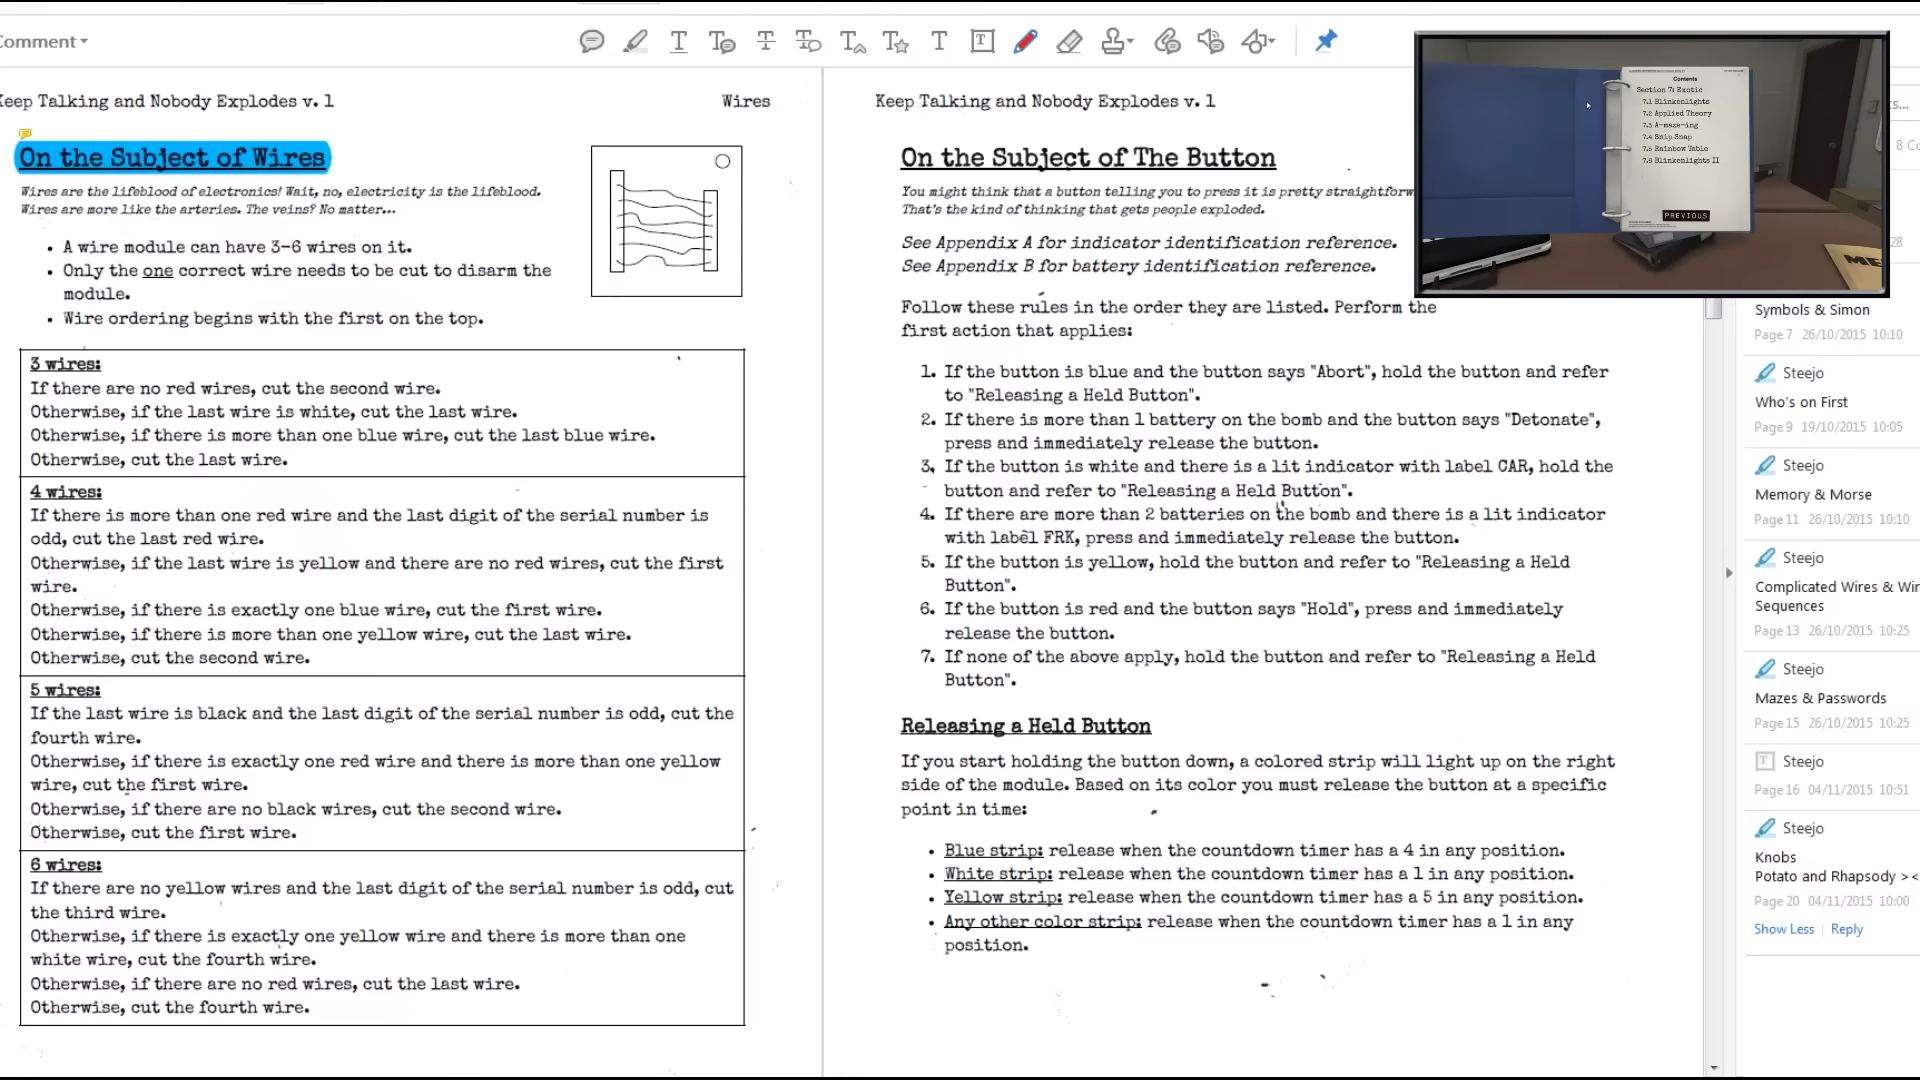 Comment
Keep Talking and Nobody Explodes v. 1
Wires
On the Subject of Wires
Wires are the lifeblood of electronics! Wait, no, electricity is the lifeblood.
Wires are more like the arteries. The veins? No matter...
• A wire module can have 3-6 wires on it.
• Only the one correct wire needs to be cut to disarm the
module.
• Wire ordering begins with the first on the top.
3 wires:
If there are no red wires, cut the second wire.
Otherwise, if the last wire is white, cut the last wire.
Otherwise, if there is more than one blue wire, cut the last blue wire.
Otherwise, cut the last wire.
4 wires:
If there is more than one red wire and the last digit of the serial number is
odd, cut the last red wire.
Otherwise, if the last wire is yellow and there are no red wires, cut the first
wire.
Otherwise, if there is exactly one blue wire, cut the first wire.
Otherwise, if there is more than one yellow wire, cut the last wire.
Otherwise, cut the second wire.
5 wires:
If the last wire is black and the last digit of the serial number is odd, cut the
fourth wire.
Otherwise, if there is exactly one red wire and there is more than one yellow
wire, cut the first wire.
Otherwise, if there are no black wires, cut the second wire.
Otherwise, cut the first wire.
6 wires:
If there are no yellow wires and the last digit of the serial number is odd, cut
the third wire.
Otherwise, if there is exactly one yellow wire and there is more than one
white wire, cut the fourth wire.
Otherwise, if there are no red wires, cut the last wire.
Otherwise, cut the fourth wire.
Keep Talking and Nobody Explodes v. 1
On the Subject of The Button
You might think that a button telling you to press it is pretty straightforw
That's the kind of thinking that gets people exploded.
See Appendix A for indicator identification reference.
See Appendix B for battery identification reference.
Follow these rules in the order they are listed. Perform the
first action that applies:
1. If the button is blue and the button says "Abort", hold the button and refer
to "Releasing a Held Button".
2. If there is more than 1 battery on the bomb and the button says "Detonate",
press and immediately release the button.
3. If the button is white and there is a lit indicator with label CAR, hold the
button and refer to "Releasing a Held Button".
4. If there are more than 2 batteries on the bomb and there is a lit indicator
with label FRK, press and immediately release the button.
5. If the button is yellow, hold the button and refer to "Releasing a Held
Button".
6. If the button is red and the button says "Hold", press and immediately
release the button.
7. If none of the above apply, hold the button and refer to "Releasing a Held
Button".
Releasing a Held Button
If you start holding the button down, a colored strip will light up on the right
side of the module. Based on its color you must release the button at a specific
point in time:
• Blue strip: release when the countdown timer has a 4 in any position.
• White strip: release when the countdown timer has a 1 in any position.
• Yellow strip: release when the countdown timer has a 5 in any position.
• Any other color strip: release when the countdown timer has a 1 in any
position.
Contents
Section 7: Exotic
7.1 Blinkenlights
7.2 Applied Theory
7.3 A-maze-ing
7.4 Snip Snap
7.5 Rainbow Table
7.6 Blinkenlights II
PREVIOUS
ME
s...
8 Co
28
Symbols & Simon
Page 7 26/10/2015 10:10
Steejo
Who's on First
Page 9 19/10/2015 10:05
Steejo
Memory & Morse
Page 11 26/10/2015 10:10
Steejo
Complicated Wires & Wir
Sequences
Page 13 26/10/2015 10:25
Steejo
Mazes & Passwords
Page 15 26/10/2015 10:25
Steejo
Page 16 04/11/2015 10:51
Steejo
Knobs
Potato and Rhapsody > <
Page 20 04/11/2015 10:00
Show Less | Reply